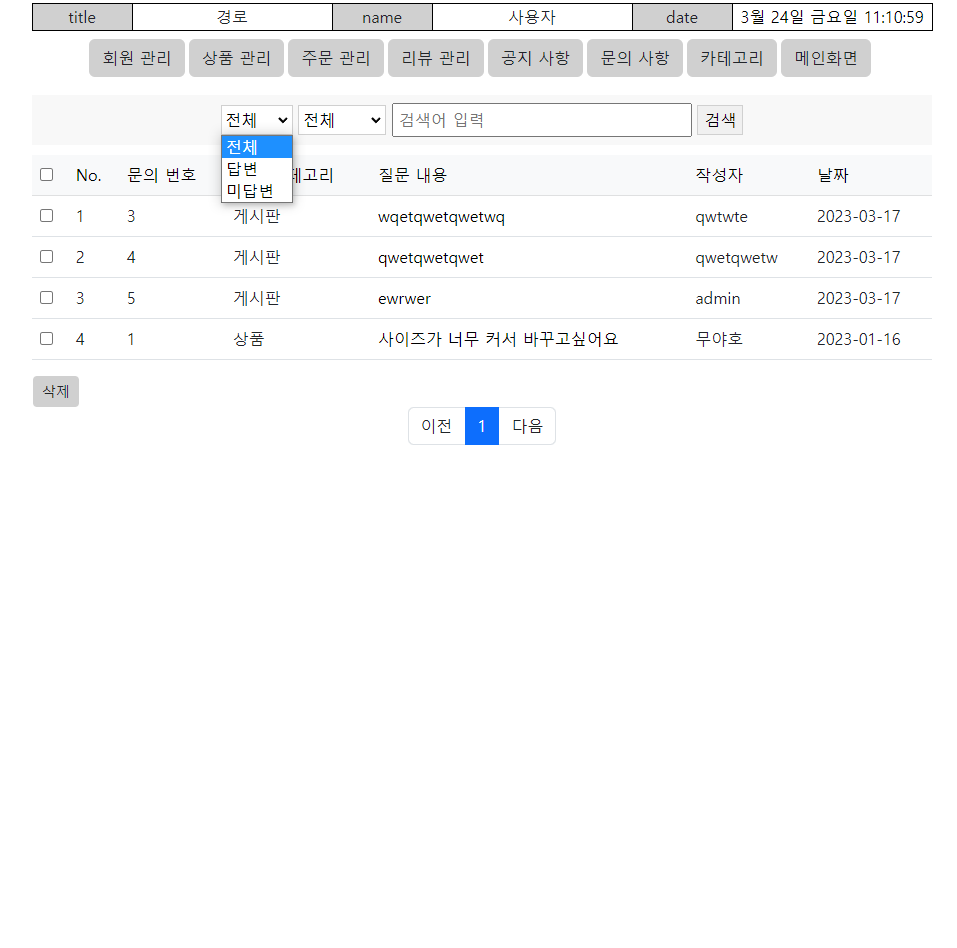 title 경로 name 사용자 date 3월 24일 금요일 11:10:59
회원 관리 상품 관리 주문 관리 리뷰 관리 공지 사항 문의 사항 카테고리 메인화면
전체 전체 검색어 입력 검색
전체
답변
미답변
No. 문의 번호 테고리 질문 내용 작성자 날짜
1 3 게시판 wqetqwetqwetwq qwtwte 2023-03-17
2 4 게시판 qwetqwetqwet qwetqwetw 2023-03-17
3 5 게시판 ewrwer admin 2023-03-17
4 1 상품 사이즈가 너무 커서 바꾸고싶어요 무야호 2023-01-16
삭제
이전 1 다음